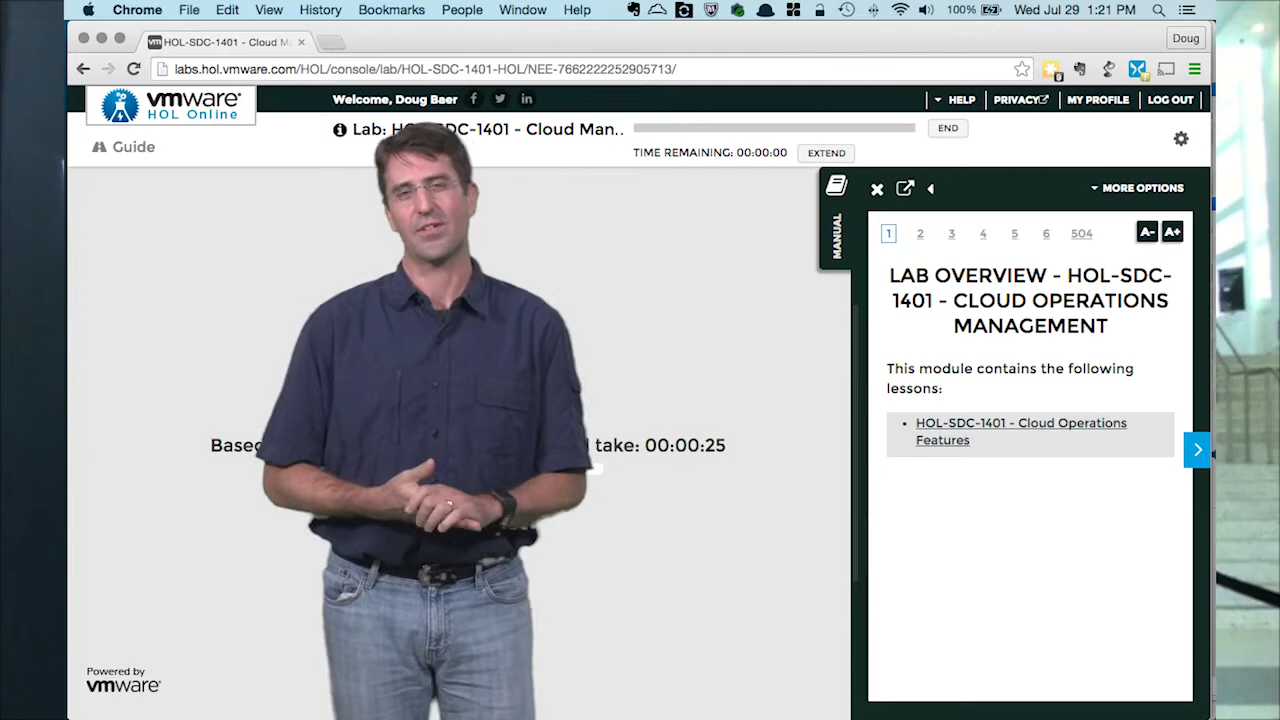 Chrome File Edit View History Bookmarks People Window Help 100% Wed Jul 29 1:21 PM
vm HOL-SDC-1401 - Cloud M
Doug
labs.hol.vmware.com/HOL/console/lab/HOL-SDC-1401-HOL/NEE-7662222252905713/
vmware®
HOL Online
Welcome, Doug Baer
HELP PRIVACY MY PROFILE LOG OUT
Guide
Lab: HOL-SDC-1401 - Cloud Man..
END
TIME REMAINING: 00:00:00 EXTEND
MANUAL
MORE OPTIONS
1 2 3 4 5 6 504 A- A+
LAB OVERVIEW - HOL-SDC-
1401 - CLOUD OPERATIONS
MANAGEMENT
This module contains the following
lessons:
• HOL-SDC-1401 - Cloud Operations
Features
take: 00:00:25
Powered by
vmware®